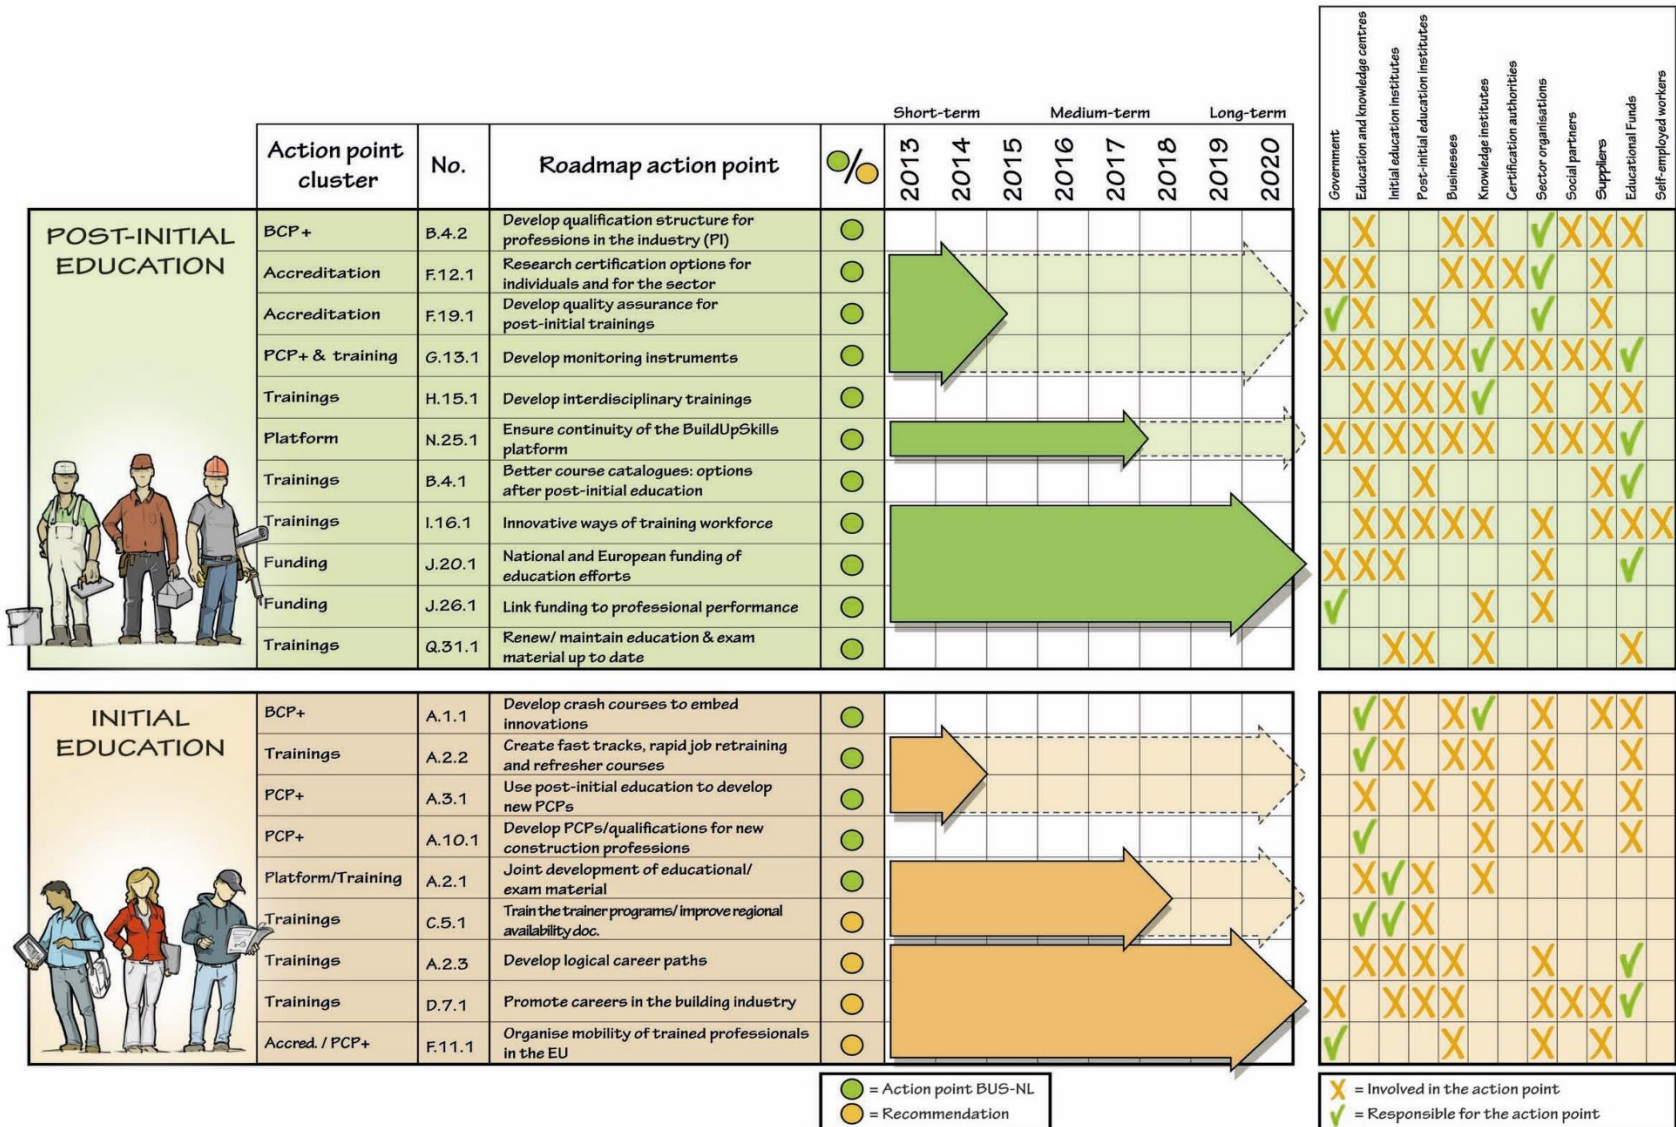 Short-term Medium-term Long-term
Action point cluster No. Roadmap action point % 2013 2014 2015 2016 2017 2018 2019 2020 Government Education and knowledge centres Initial education institutes Post-initial education institutes Businesses Knowledge institutes Certification authorities Sector organisations Social partners Suppliers Educational Funds Self-employed workers
POST-INITIAL
EDUCATION
BCP+ B.4.2 Develop qualification structure for
professions in the industry (PI)
Accreditation F.12.1 Research certification options for
individuals and for the sector
Accreditation F.19.1 Develop quality assurance for
post-initial trainings
PCP+ & training G.13.1 Develop monitoring instruments
Trainings H.15.1 Develop interdisciplinary trainings
Platform N.25.1 Ensure continuity of the BuildUpSkills
platform
Trainings B.4.1 Better course catalogues: options
after post-initial education
Trainings I.16.1 Innovative ways of training workforce
Funding J.20.1 National and European funding of
education efforts
Funding J.26.1 Link funding to professional performance
Trainings Q.31.1 Renew/ maintain education & exam
material up to date
INITIAL
EDUCATION
BCP+ A.1.1 Develop crash courses to embed
innovations
Trainings A.2.2 Create fast tracks, rapid job retraining
and refresher courses
PCP+ A.3.1 Use post-initial education to develop
new PCPs
PCP+ A.10.1 Develop PCPs/qualifications for new
construction professions
Platform/Training A.2.1 Joint development of educational/
exam material
Trainings C.5.1 Train the trainer programs/ improve regional
availability doc.
Trainings A.2.3 Develop logical career paths
Trainings D.7.1 Promote careers in the building industry
Accred. / PCP+ F.11.1 Organise mobility of trained professionals
in the EU
= Action point BUS-NL
= Recommendation
X = Involved in the action point
✓ = Responsible for the action point